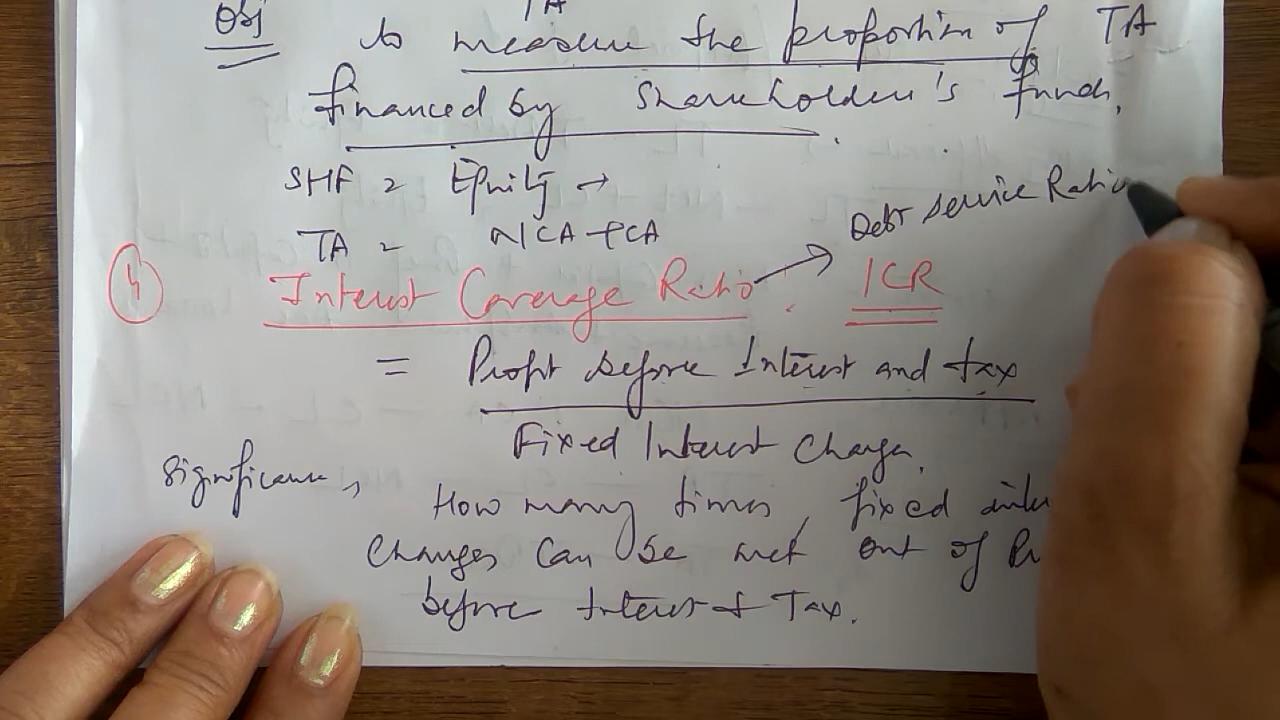 Obj
TA
to measure the proportion of TA
financed by Shareholder's funds.
SHF = Equity →
TA = NCA + CA
Debt Service Ratio
4 Interest Coverage Ratio → ICR
= Profit before Interest and tax
Fixed Interest Charges.
Significance, How many times, fixed
Charges can be met out of
before Interest & Tax.